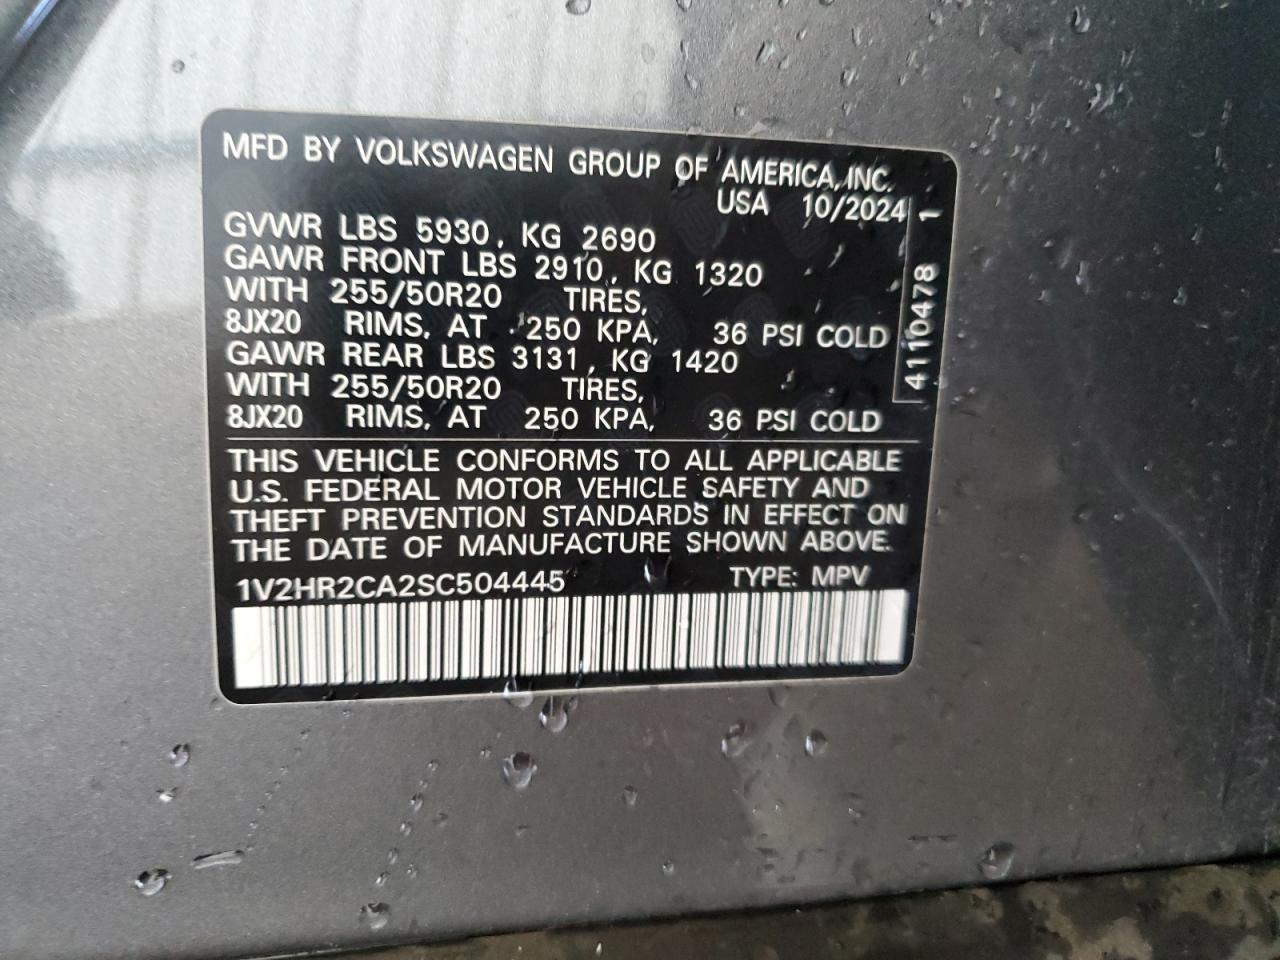 MFD BY VOLKSWAGEN GROUP OF AMERICA, INC.
USA 10/2024
GVWR LBS 5930, KG 2690
GAWR FRONT LBS 2910, KG 1320
WITH 255/50R20 TIRES,
8JX20 RIMS, AT 250 KPA, 36 PSI COLD
GAWR REAR LBS 3131, KG 1420
WITH 255/50R20 TIRES,
8JX20 RIMS, AT 250 KPA, 36 PSI COLD
4110478 1
THIS VEHICLE CONFORMS TO ALL APPLICABLE
U.S. FEDERAL MOTOR VEHICLE SAFETY AND
THEFT PREVENTION STANDARDS IN EFFECT ON
THE DATE OF MANUFACTURE SHOWN ABOVE.
1V2HR2CA2SC504445 TYPE: MPV